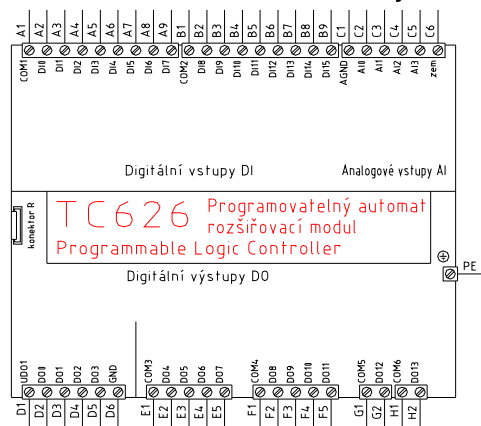 A1 A2 A3 A4 A5 A6 A7 A8 A9 B1 B2 B3 B4 B5 B6 B7 B8 B9 C1 C2 C3 C4 C5 C6
COM1 DI0 DI1 DI2 DI3 DI4 DI5 DI6 DI7 COM2 DI8 DI9 DI10 DI11 DI12 DI13 DI14 DI15 AGND AI0 AI1 AI2 AI3 zem
Digitální vstupy DI
Analogové vstupy AI
konektor R
TC626
Programovatelný automat
rozšiřovací modul
Programmable Logic Controller
Digitální výstupy DO
PE
UDO1 DO0 DO1 DO2 DO3 GND COM3 DO4 DO5 DO6 DO7 COM4 DO8 DO9 DO10 DO11 COM5 DO12 COM6 DO13
D1 D2 D3 D4 D5 D6 E1 E2 E3 E4 E5 F1 F2 F3 F4 F5 G1 G2 H1 H2